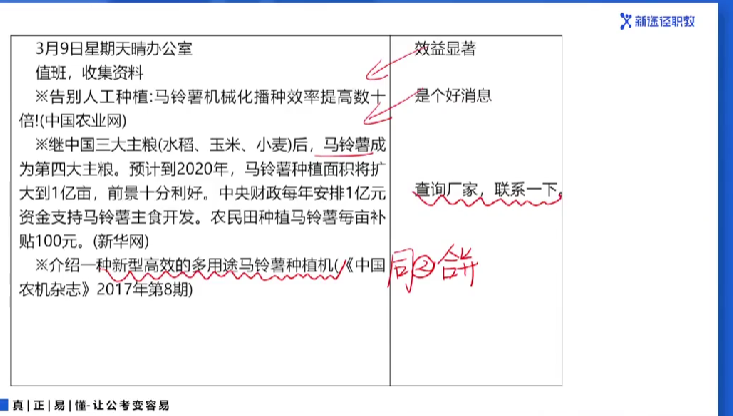 新途径职教
3月9日星期天晴办公室
值班，收集资料
※告别人工种植:马铃薯机械化播种效率提高数十
倍!(中国农业网)
※继中国三大主粮(水稻、玉米、小麦)后，马铃薯成
为第四大主粮。预计到2020年，马铃薯种植面积将扩
大到1亿亩，前景十分利好。中央财政每年安排1亿元
资金支持马铃薯主食开发。农民田种植马铃薯每亩补
贴100元。(新华网)
※介绍一种新型高效的多用途马铃薯种植机(《中国
农机杂志》2017年第8期)
效益显著
是个好消息
查询厂家，联系一下。
同②合并
真|正|易|懂-让公考变容易